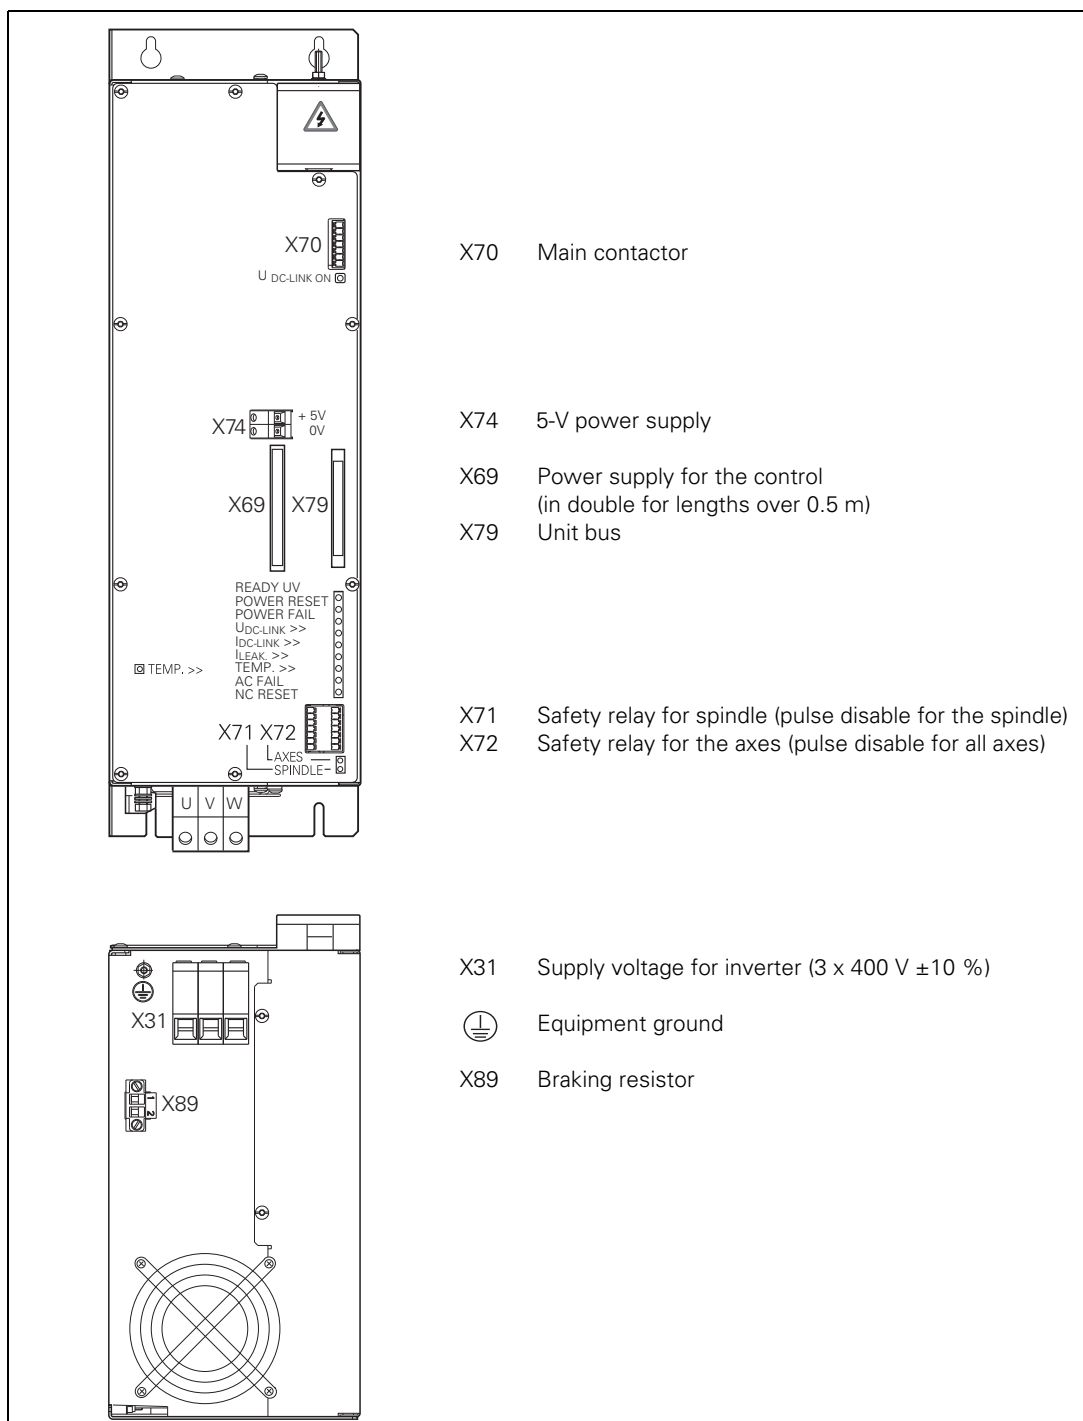 X70
X70 Main contactor
U DC-LINK ON
X74
+ 5V
0V
X74 5-V power supply
X69 X79
X69 Power supply for the control
(in double for lengths over 0.5 m)
X79 Unit bus
READY UV
POWER RESET
POWER FAIL
UDC-LINK >>
IDC-LINK >>
ILEAK. >>
TEMP. >>
TEMP. >>
AC FAIL
NC RESET
X71 X72
AXES
SPINDLE
X71 Safety relay for spindle (pulse disable for the spindle)
X72 Safety relay for the axes (pulse disable for all axes)
U V W
X31
X31 Supply voltage for inverter (3 x 400 V ±10 %)
Equipment ground
X89
1
2
X89 Braking resistor